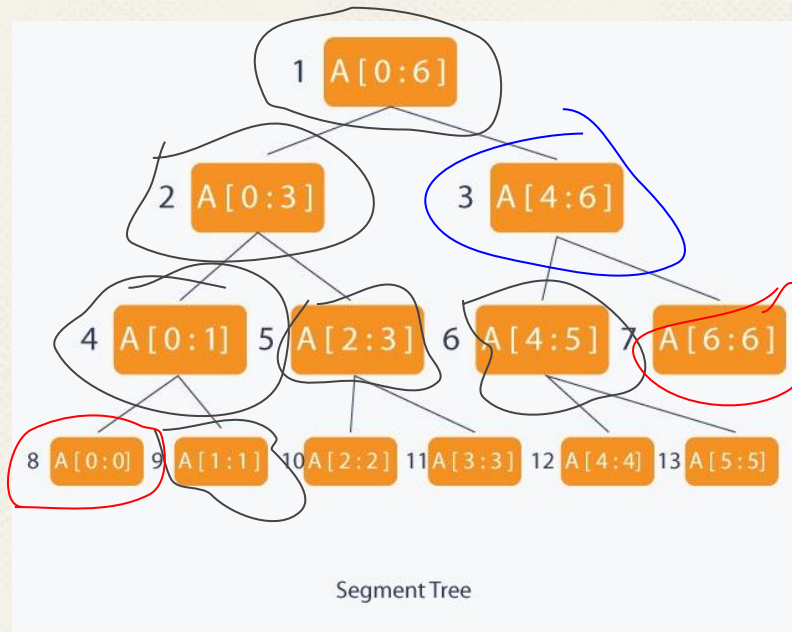 1 A[0:6]
2 A[0:3] 3 A[4:6]
4 A[0:1] 5 A[2:3] 6 A[4:5] 7 A[6:6]
8 A[0:0] 9 A[1:1] 10 A[2:2] 11 A[3:3] 12 A[4:4] 13 A[5:5]
Segment Tree